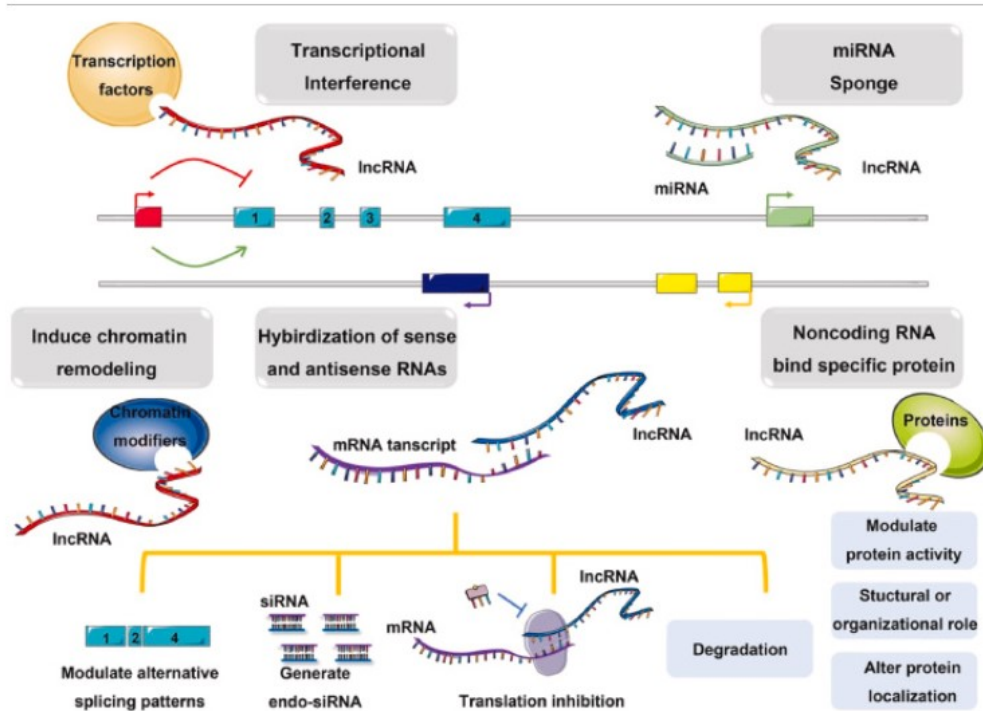 Transcription
factors
Transcriptional
Interference
miRNA
Sponge
lncRNA
miRNA
lncRNA
1
2
3
4
Induce chromatin
remodeling
Hybirdization of sense
and antisense RNAs
Noncoding RNA
bind specific protein
Chromatin
modifiers
lncRNA
mRNA tanscript
lncRNA
lncRNA
Proteins
Modulate
protein activity
Stuctural or
organizational role
Alter protein
localization
1
2
4
Modulate alternative
splicing patterns
siRNA
Generate
endo-siRNA
mRNA
lncRNA
Translation inhibition
Degradation